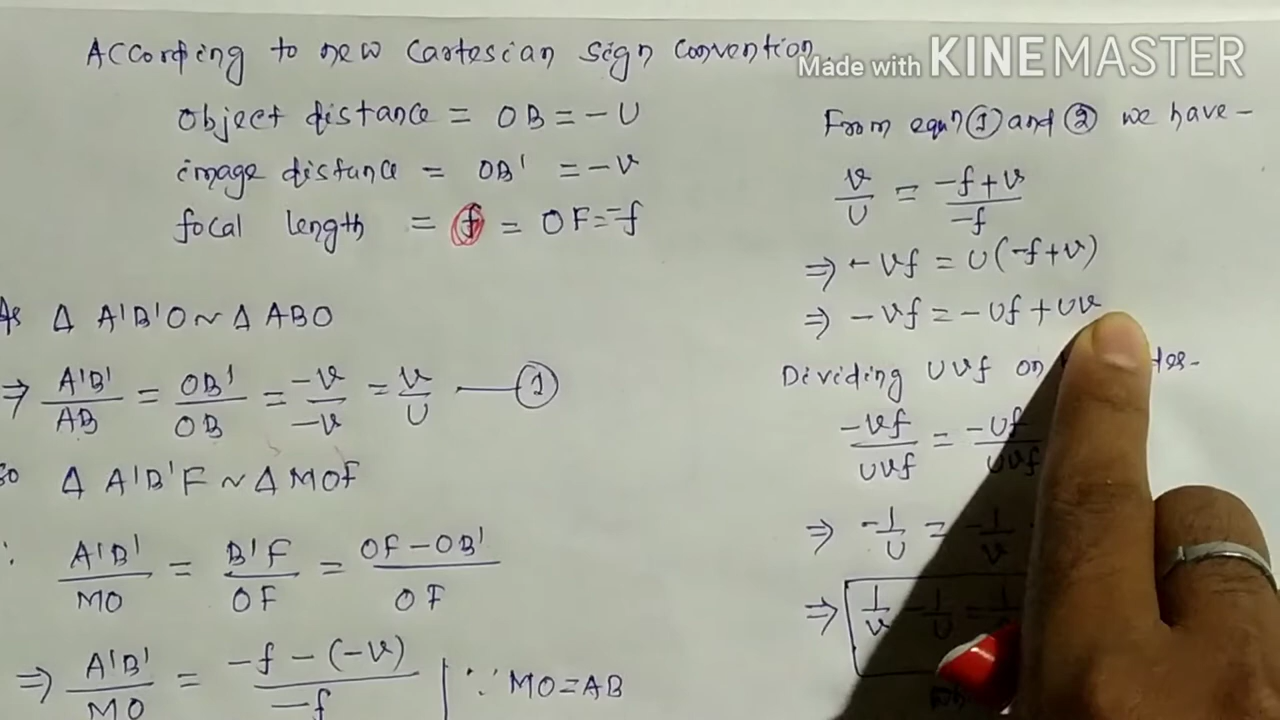 According to new Cartesian sign convention.
Object distance = OB = -U
image distance = OB' = -v
focal length = f = OF = -f
As Δ A'B'O ~ Δ ABO
⇒ A'B'/AB = OB'/OB = -v/-v = v/U —— ①
so Δ A'B'F ~ Δ MOF
∴ A'B'/MO = B'F/OF = OF-OB'/OF
⇒ A'B'/MO = -f-(-v)/-f | ∵ MO=AB
Made with KINEMASTER
From eqn ① and ② we have -
v/U = -f+v/-f
⇒ -vf = U(-f+v)
⇒ -vf = -Uf + Uv
Dividing Uvf on
-vf/Uvf = -Uf/Uvf
⇒ -1/U = -1/v
⇒ 1/v - 1/U = 1